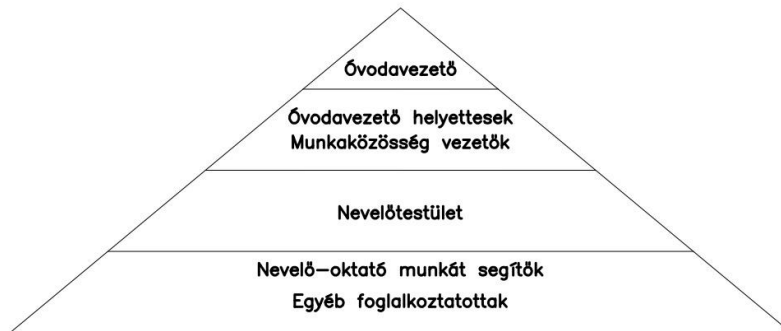 Óvodavezető
Óvodavezető helyettesek
Munkaközösség vezetők
Nevelőtestület
Nevelő-oktató munkát segítők
Egyéb foglalkoztatottak